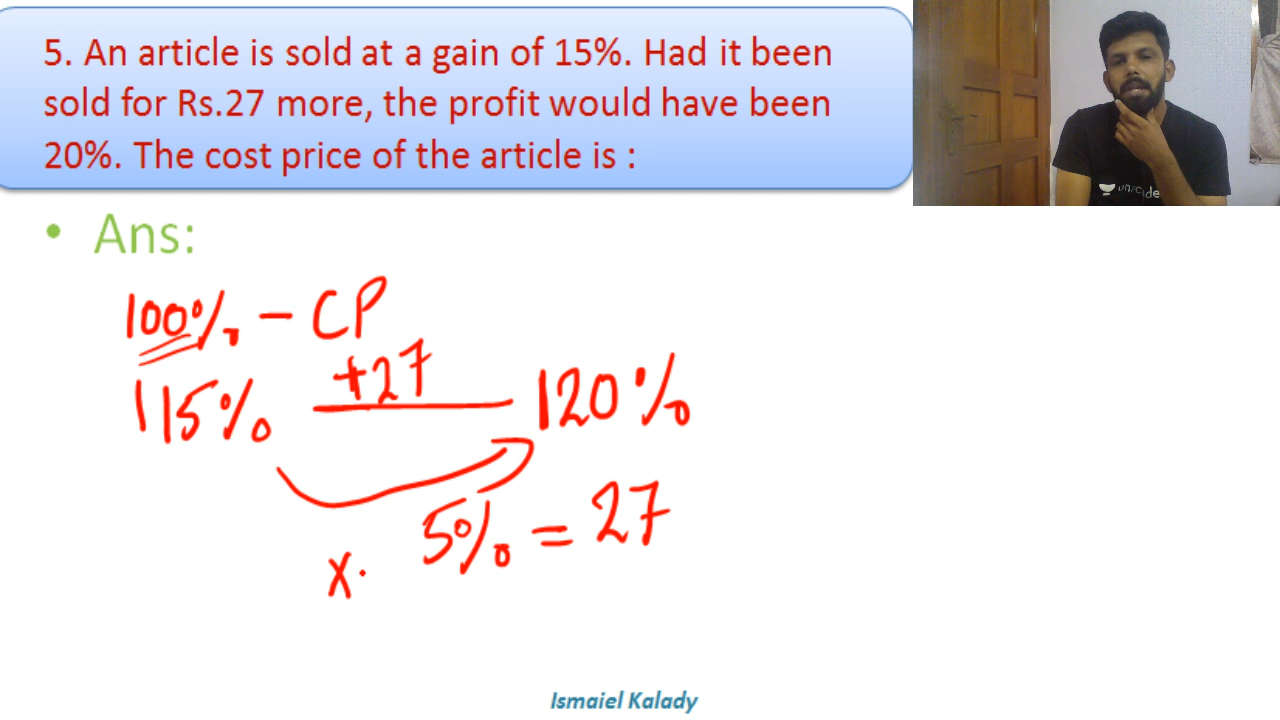 5. An article is sold at a gain of 15%. Had it been
sold for Rs.27 more, the profit would have been
20%. The cost price of the article is :
• Ans:
100% - CP
115% +27 120%
5% = 27
x.
Ismaiel Kalady